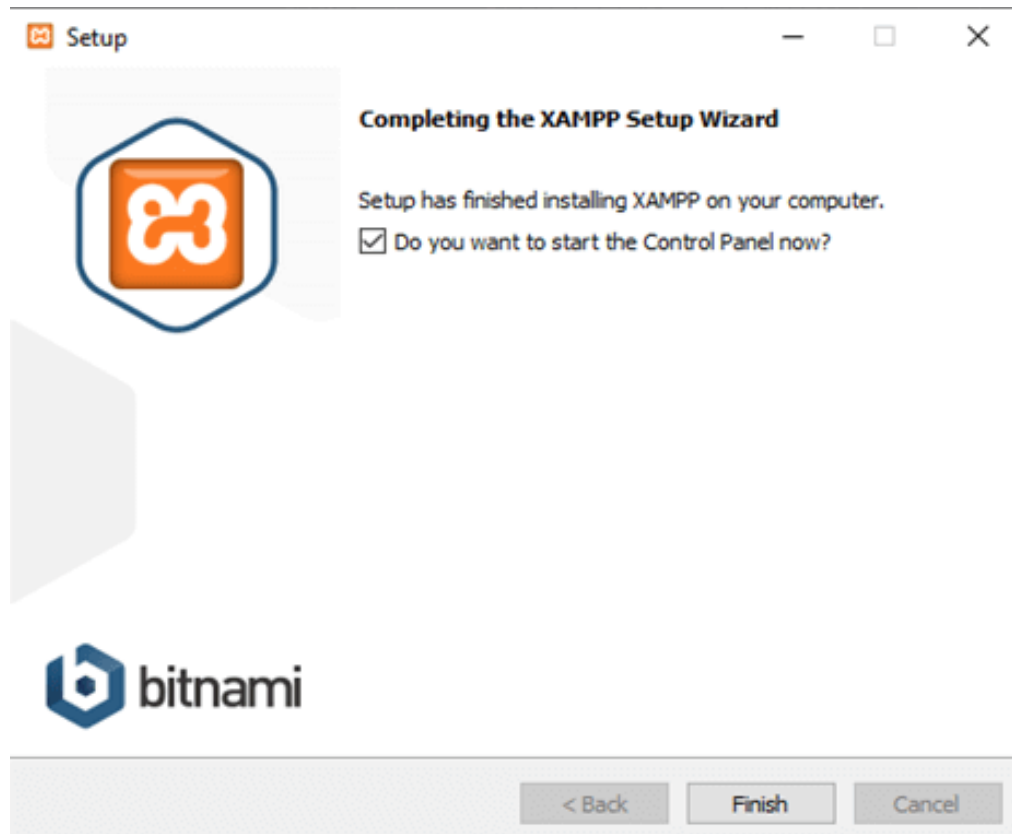 Setup
Completing the XAMPP Setup Wizard
Setup has finished installing XAMPP on your computer.
Do you want to start the Control Panel now?
bitnami
< Back
Finish
Cancel